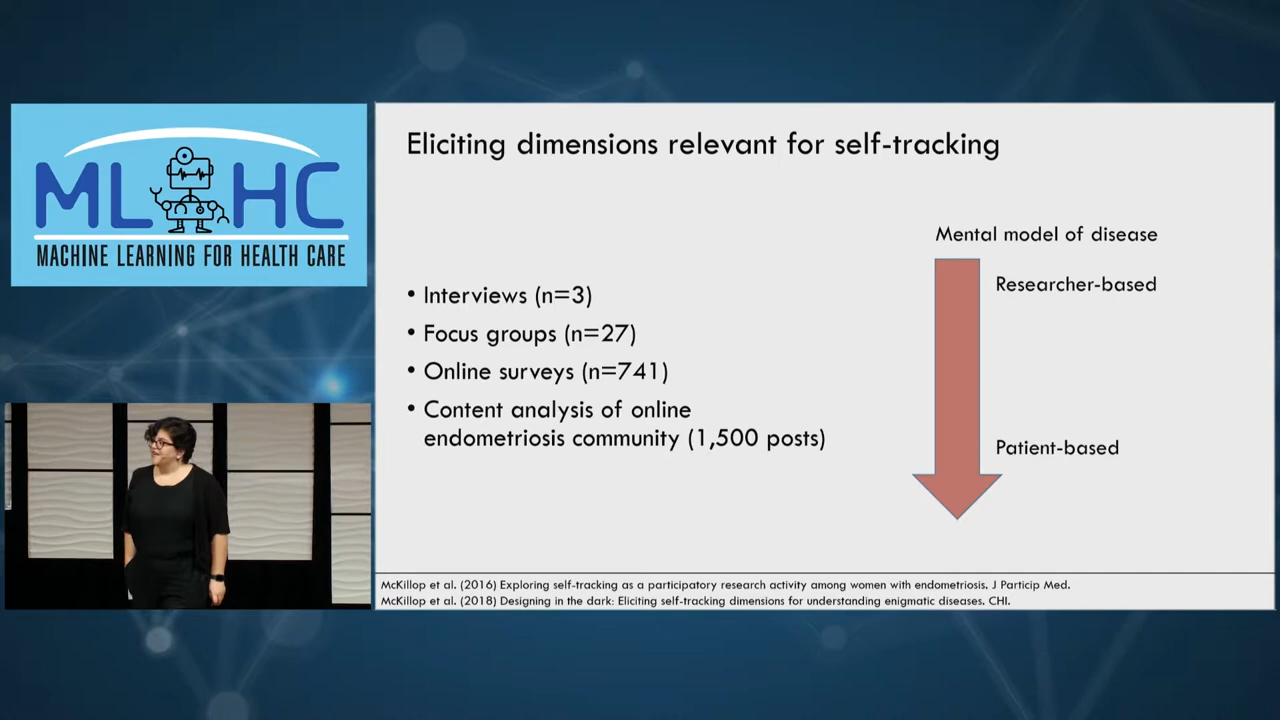 MLHC
MACHINE LEARNING FOR HEALTH CARE
Eliciting dimensions relevant for self-tracking
• Interviews (n=3)
• Focus groups (n=27)
• Online surveys (n=741)
• Content analysis of online
endometriosis community (1,500 posts)
Mental model of disease
Researcher-based
Patient-based
McKillop et al. (2016) Exploring self-tracking as a participatory research activity among women with endometriosis. J Particip Med.
McKillop et al. (2018) Designing in the dark: Eliciting self-tracking dimensions for understanding enigmatic diseases. CHI.